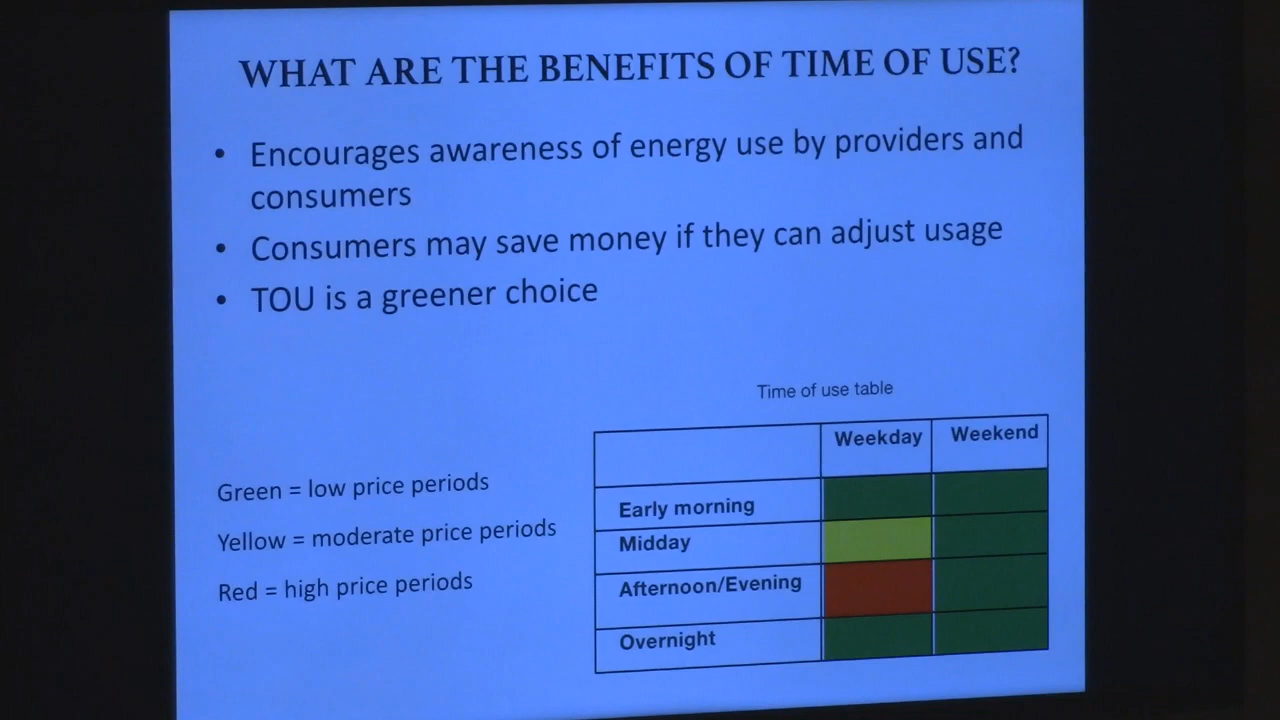 WHAT ARE THE BENEFITS OF TIME OF USE?
• Encourages awareness of energy use by providers and
consumers
• Consumers may save money if they can adjust usage
• TOU is a greener choice
Green = low price periods
Yellow = moderate price periods
Red = high price periods
Time of use table
Weekday Weekend
Early morning
Midday
Afternoon/Evening
Overnight